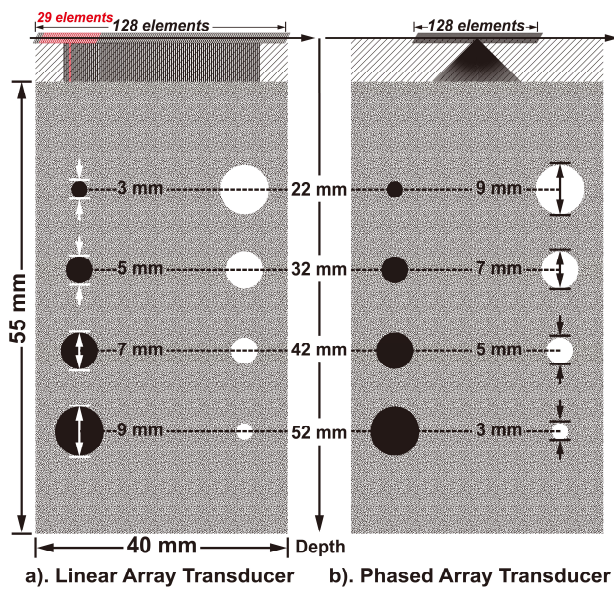 29 elements
128 elements
128 elements
3 mm
22 mm
9 mm
5 mm
32 mm
7 mm
55 mm
7 mm
42 mm
5 mm
9 mm
52 mm
3 mm
40 mm
Depth
a). Linear Array Transducer
b). Phased Array Transducer